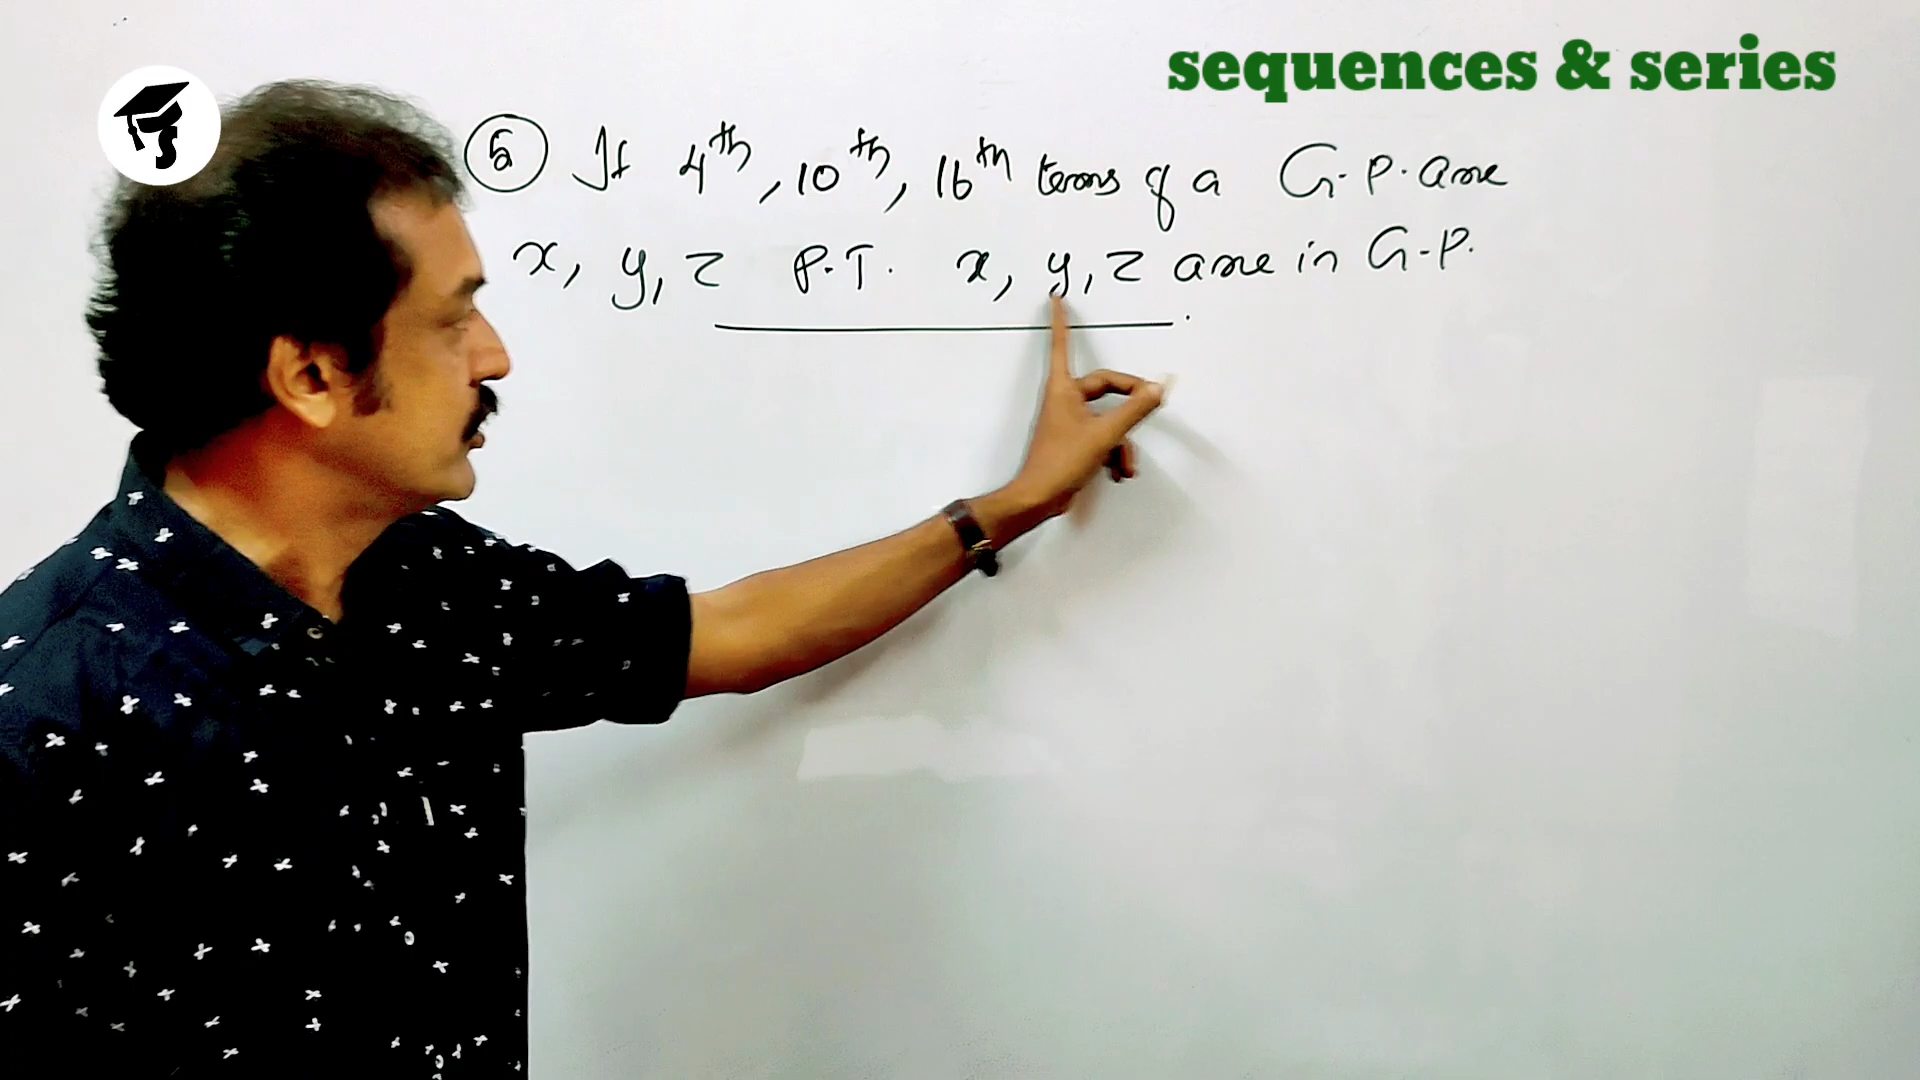 sequences & series
5 If 4th, 10th, 16th terms of a G.P. are
x, y, z P.T. x, y, z are in G.P.